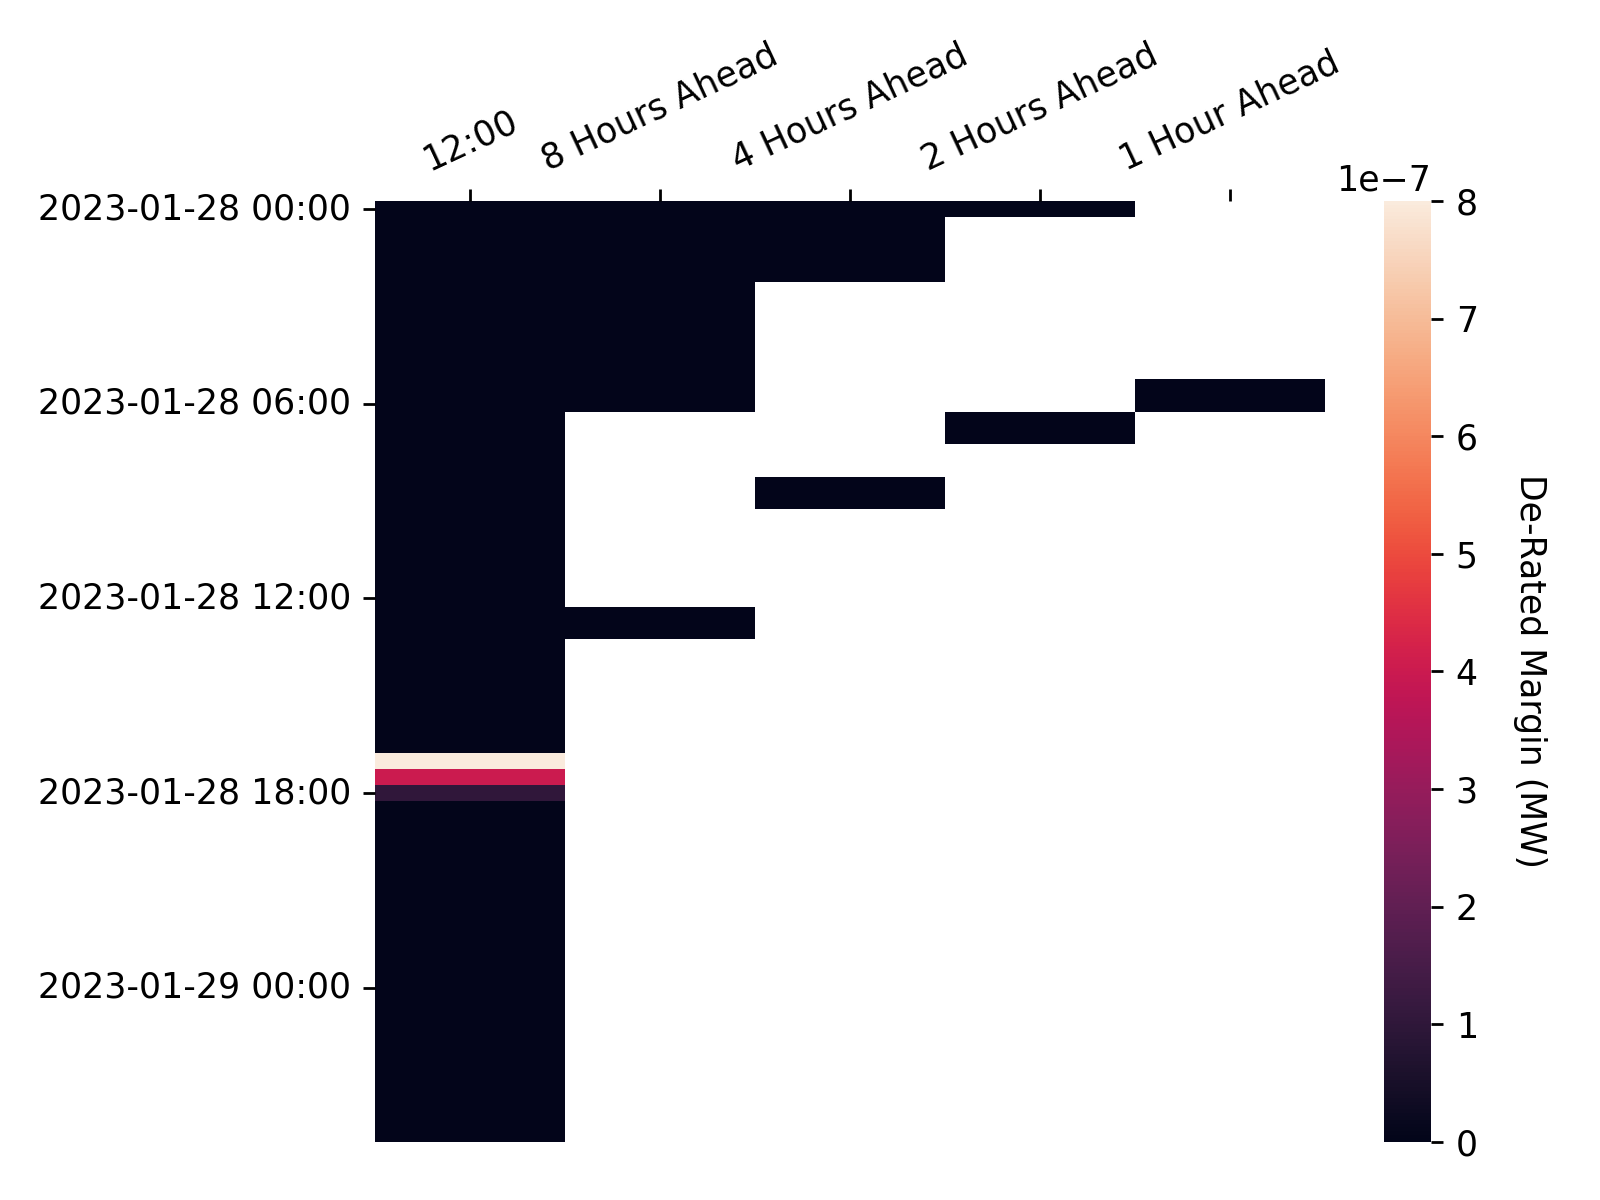 12:00
8 Hours Ahead
4 Hours Ahead
2 Hours Ahead
1 Hour Ahead
2023-01-28 00:00
2023-01-28 06:00
2023-01-28 12:00
2023-01-28 18:00
2023-01-29 00:00
1e−7
8
7
6
5
4
3
2
1
0
De-Rated Margin (MW)